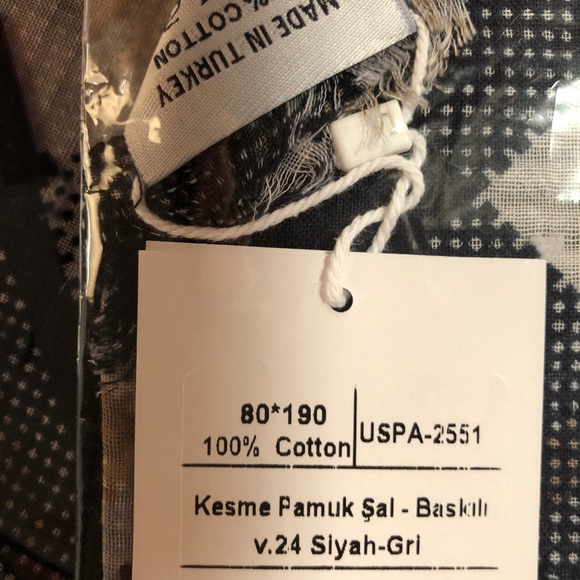 MADE IN TURKEY
% COTTON
80*190
100% Cotton
USPA-2551
Kesme Pamuk Şal - Baskılı
v.24 Siyah-Gri